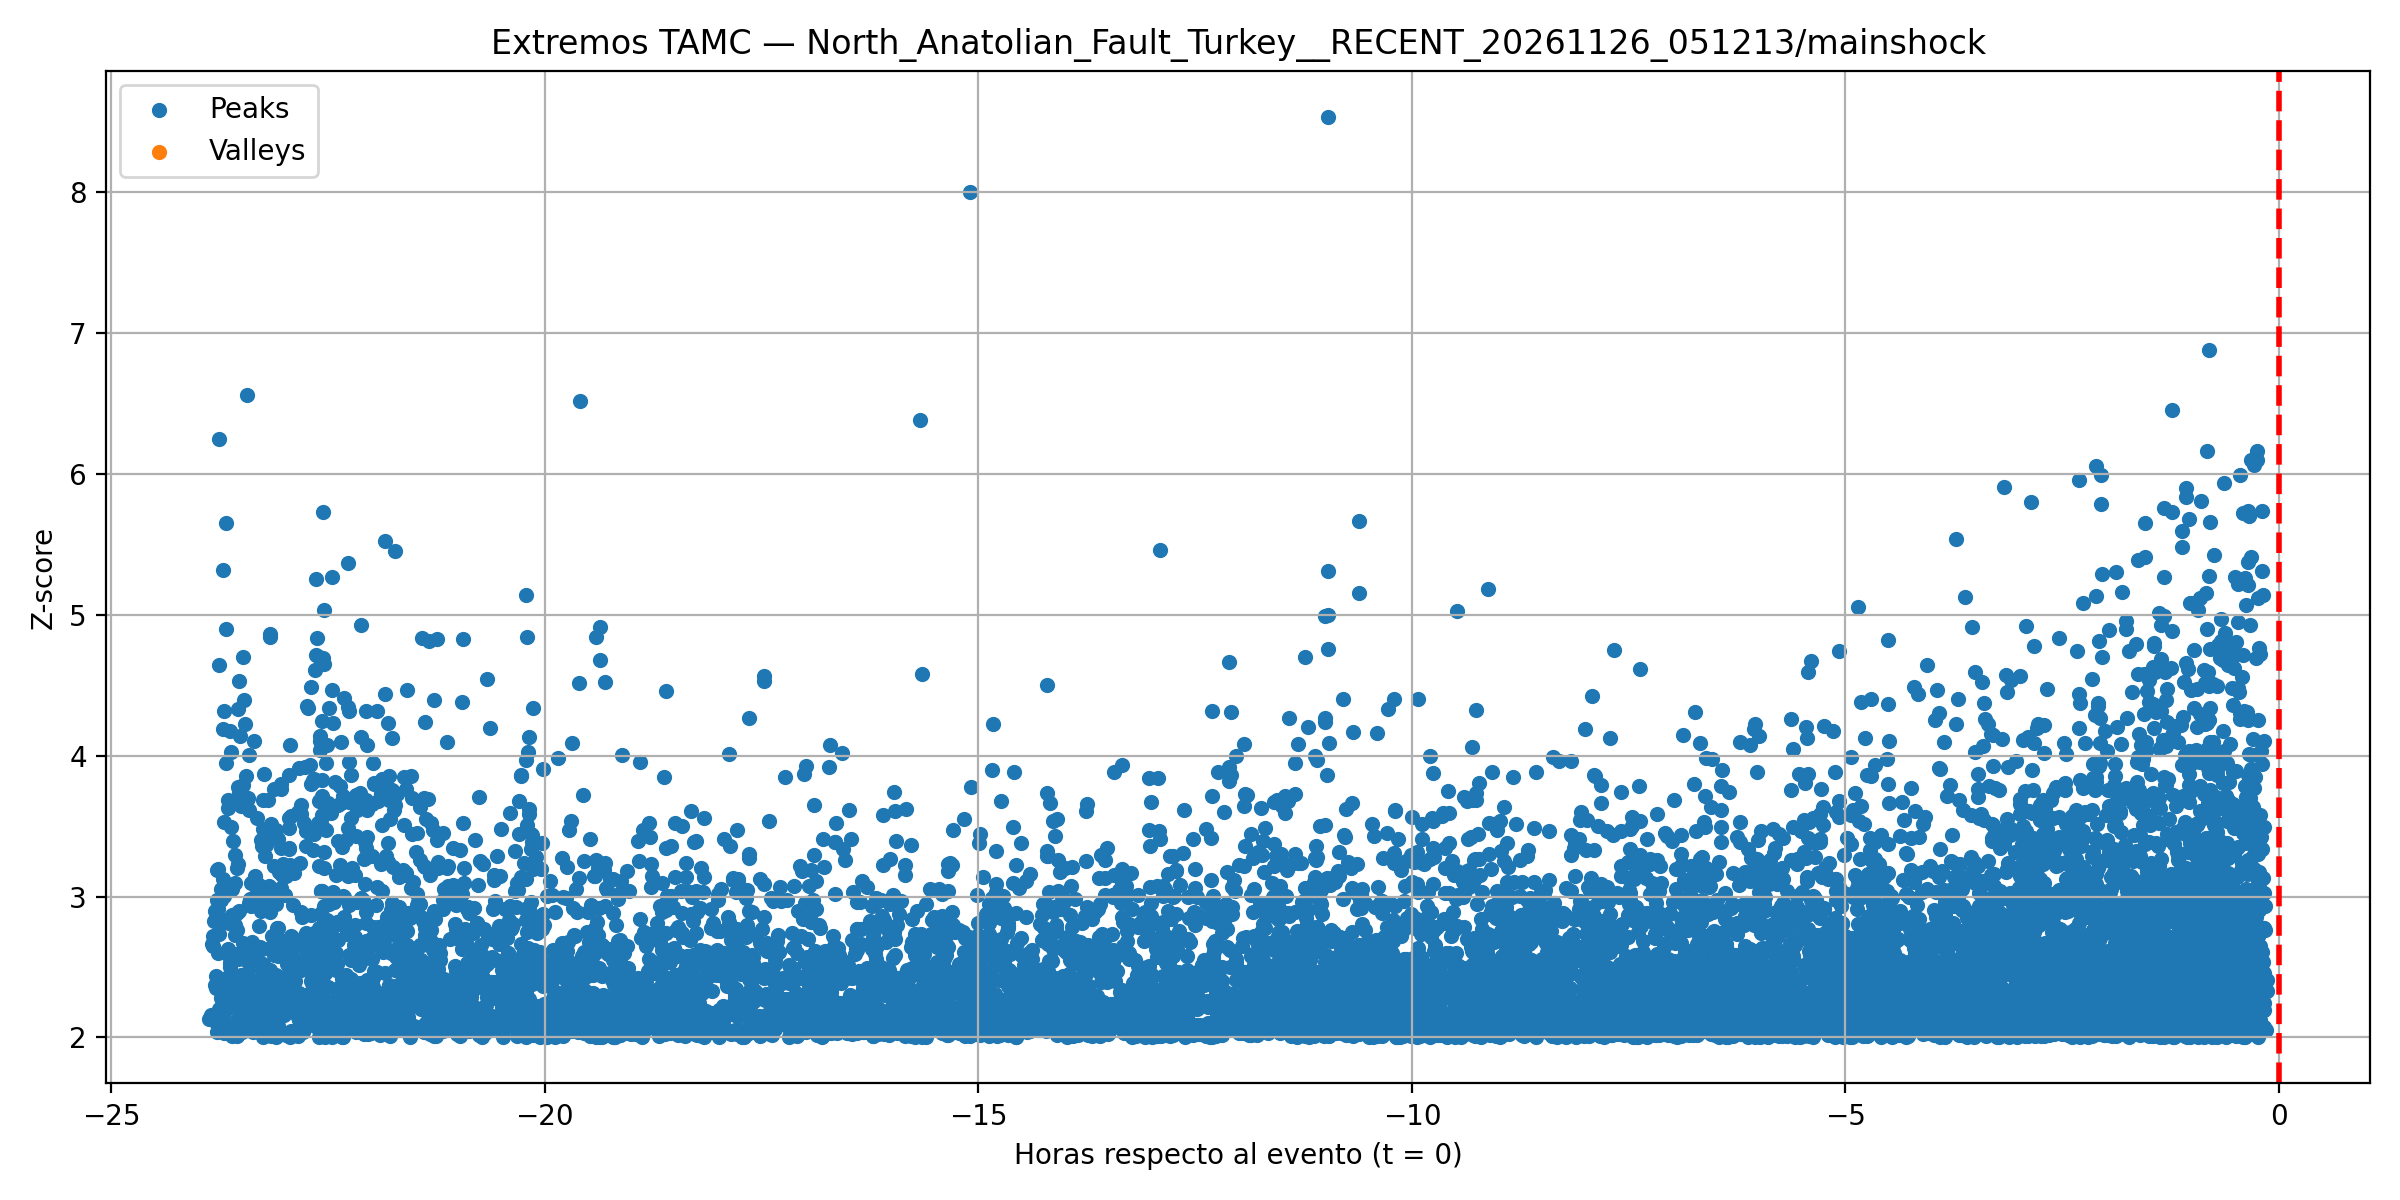 Extremos TAMC — North_Anatolian_Fault_Turkey__RECENT_20261126_051213/mainshock
Peaks
Valleys
8
7
6
5
4
3
2
Z-score
−25
−20
−15
−10
−5
0
Horas respecto al evento (t = 0)